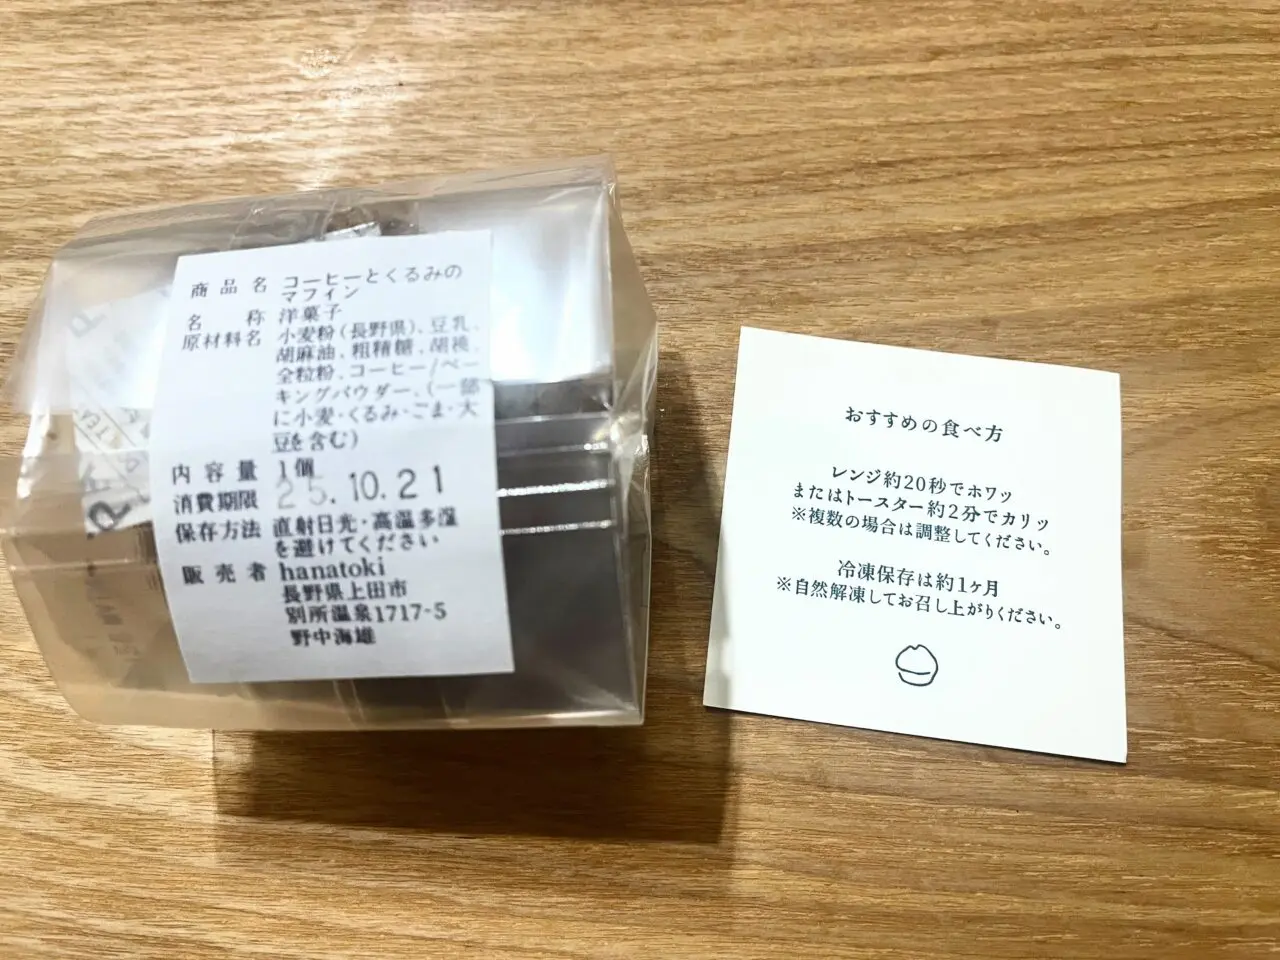 商品名 コーヒーとくるみの
マフイン
名称 洋菓子
原材料名 小麦粉(長野県)、豆乳、
胡麻油、粗精糖、胡桃、
全粒粉、コーヒー/ベー
キングパウダー、(一部
に小麦・くるみ・ごま・大
豆を含む)
内容量 1個
消費期限 25.10.21
保存方法 直射日光・高温多湿
を避けてください
販売者 hanatoki
長野県上田市
別所温泉1717-5
野中海雄
おすすめの食べ方
レンジ約20秒でホワッ
またはトースター約2分でカリッ
※複数の場合は調整してください。
冷凍保存は約1ヶ月
※自然解凍してお召し上がりください。